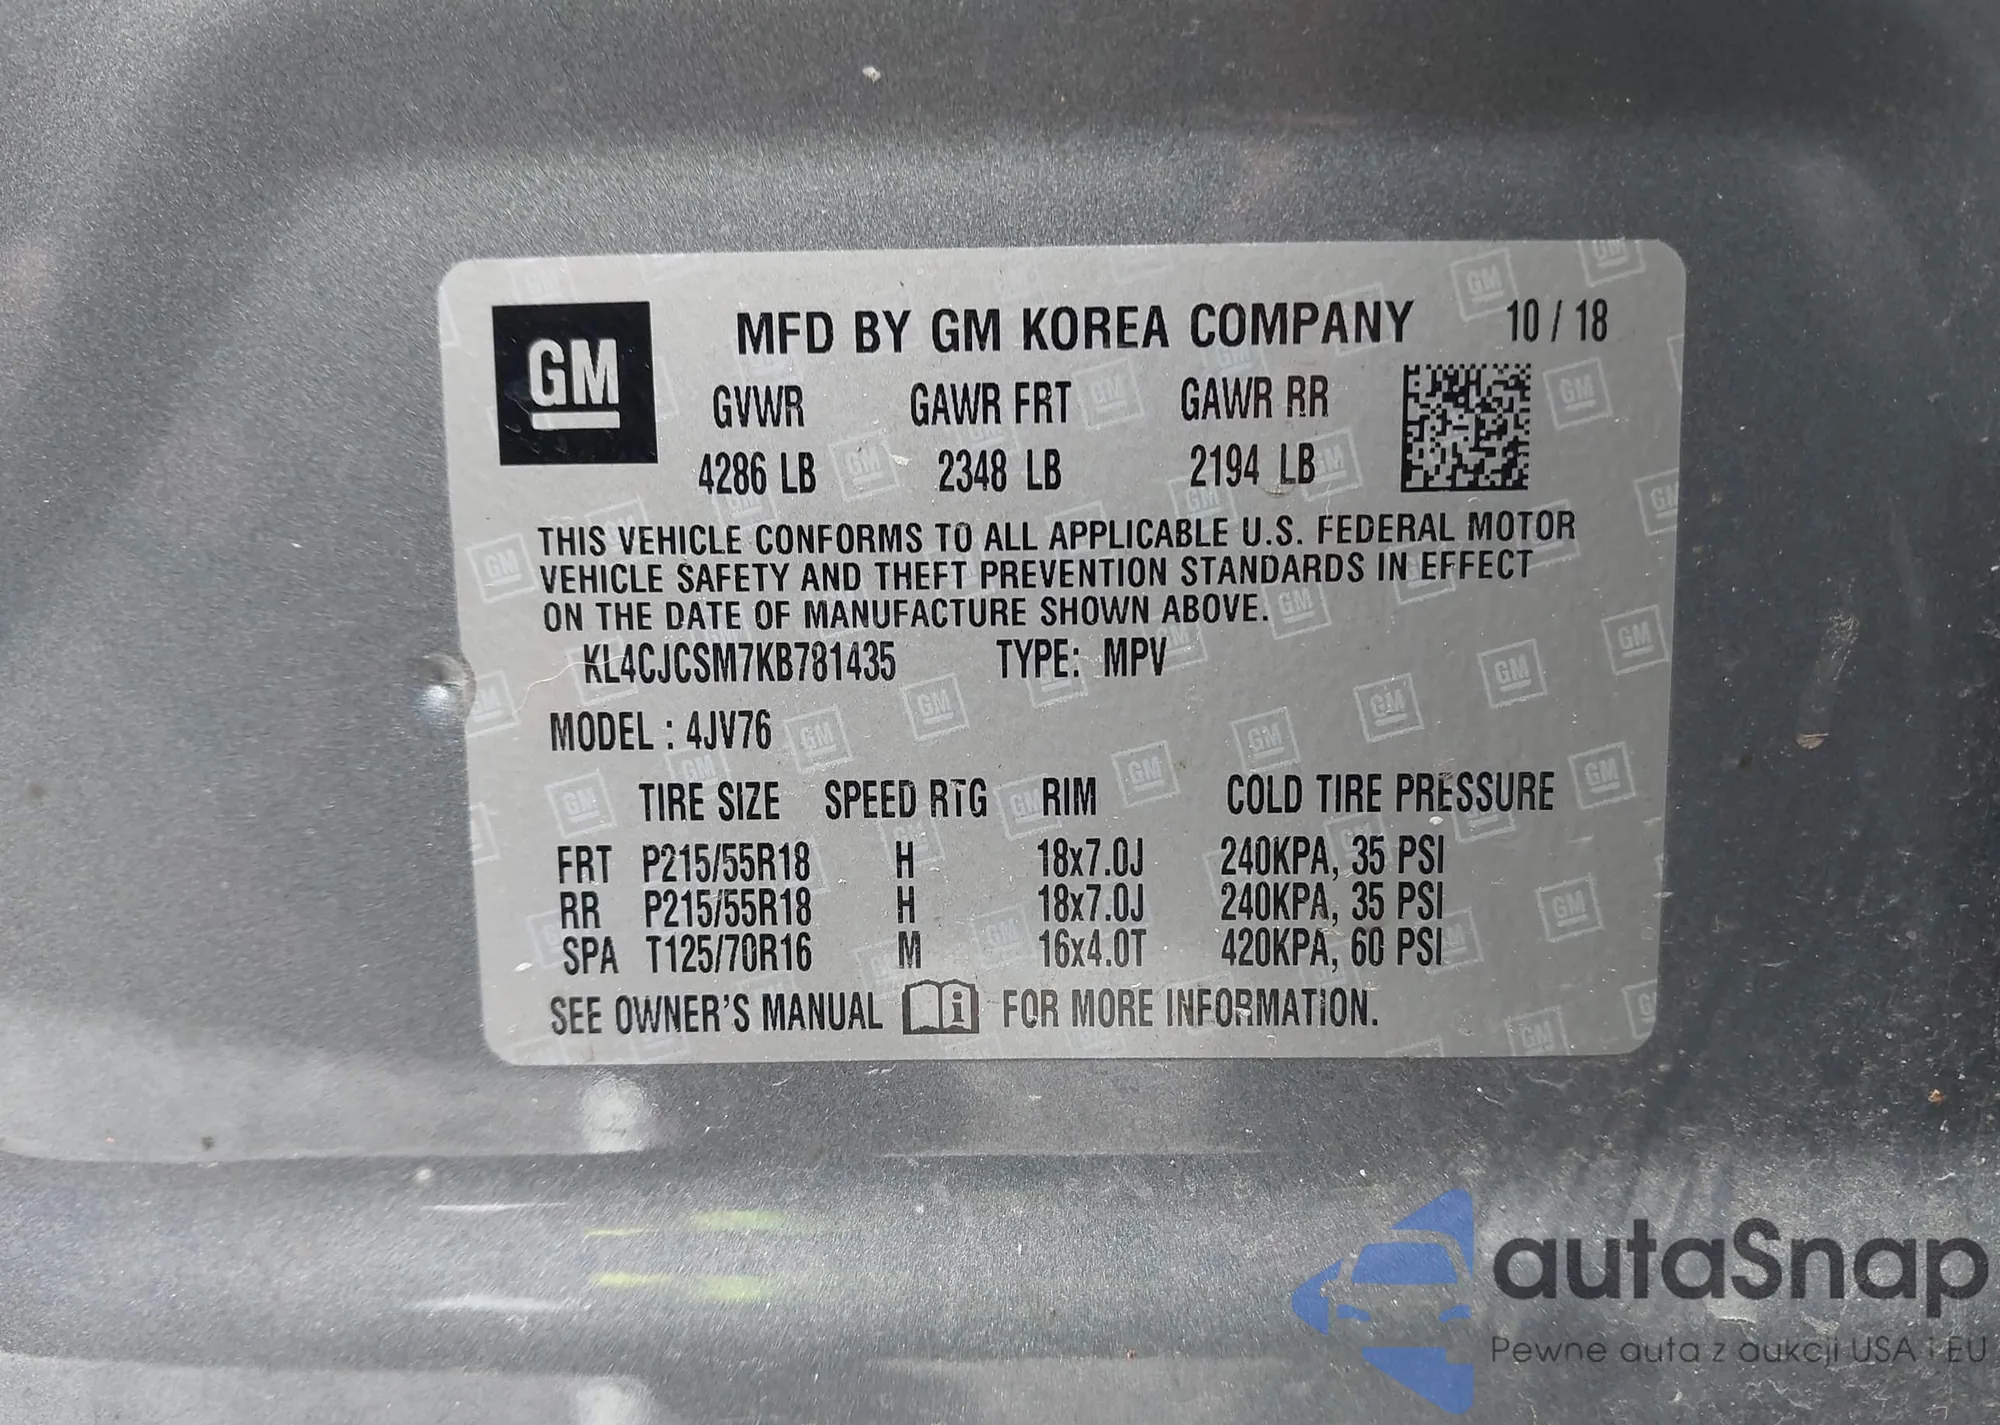 GM
MFD BY GM KOREA COMPANY 10 / 18
GVWR GAWR FRT GAWR RR
4286 LB 2348 LB 2194 LB
THIS VEHICLE CONFORMS TO ALL APPLICABLE U.S. FEDERAL MOTOR
VEHICLE SAFETY AND THEFT PREVENTION STANDARDS IN EFFECT
ON THE DATE OF MANUFACTURE SHOWN ABOVE.
KL4CJCSM7KB781435 TYPE: MPV
MODEL : 4JV76
TIRE SIZE SPEED RTG RIM COLD TIRE PRESSURE
FRT P215/55R18 H 18x7.0J 240KPA, 35 PSI
RR P215/55R18 H 18x7.0J 240KPA, 35 PSI
SPA T125/70R16 M 16x4.0T 420KPA, 60 PSI
SEE OWNER'S MANUAL i FOR MORE INFORMATION.
autaSnap
Pewne auta z aukcji USA i EU